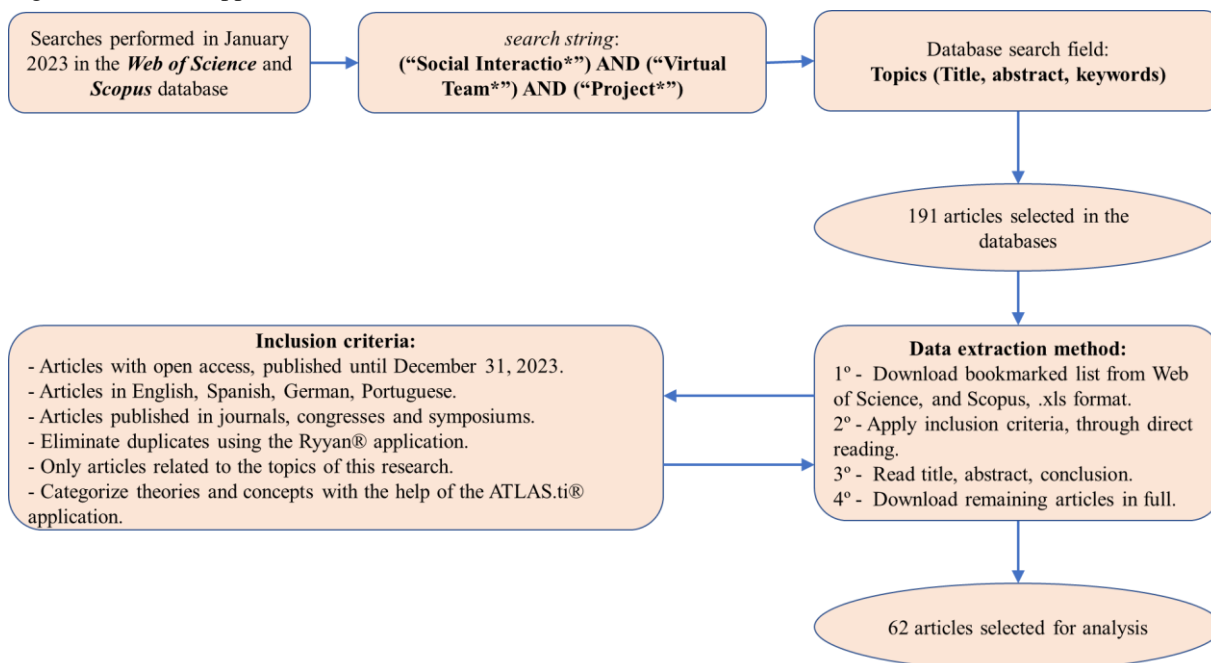 Searches performed in January
2023 in the Web of Science and
Scopus database
search string:
(“Social Interactio*”) AND (“Virtual
Team*”) AND (“Project*”)
Database search field:
Topics (Title, abstract, keywords)
191 articles selected in the
databases
Data extraction method:
1º - Download bookmarked list from Web
of Science, and Scopus, .xls format.
2º - Apply inclusion criteria, through direct
reading.
3º - Read title, abstract, conclusion.
4º - Download remaining articles in full.
Inclusion criteria:
- Articles with open access, published until December 31, 2023.
- Articles in English, Spanish, German, Portuguese.
- Articles published in journals, congresses and symposiums.
- Eliminate duplicates using the Ryyan® application.
- Only articles related to the topics of this research.
- Categorize theories and concepts with the help of the ATLAS.ti®
application.
62 articles selected for analysis